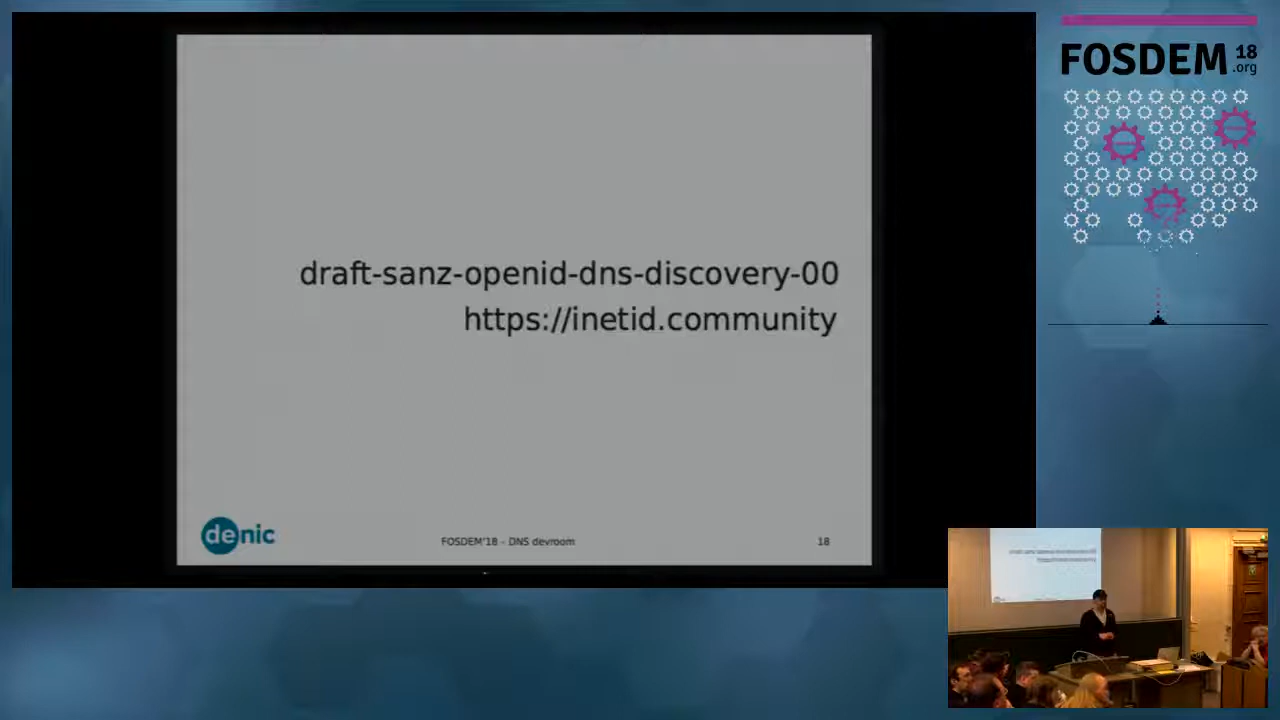 draft-sanz-openid-dns-discovery-00
https://inetid.community
denic
FOSDEM'18 - DNS devroom
18
FOSDEM 18
.org